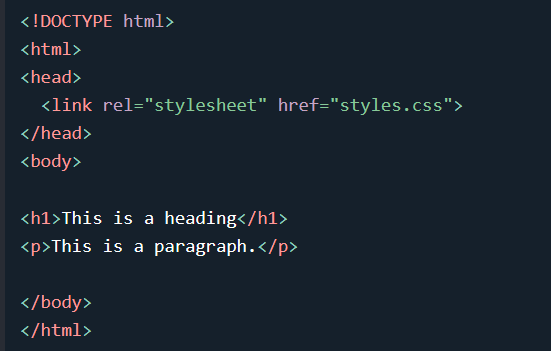 <!DOCTYPE html>
<html>
<head>
  <link rel="stylesheet" href="styles.css">
</head>
<body>

<h1>This is a heading</h1>
<p>This is a paragraph.</p>

</body>
</html>